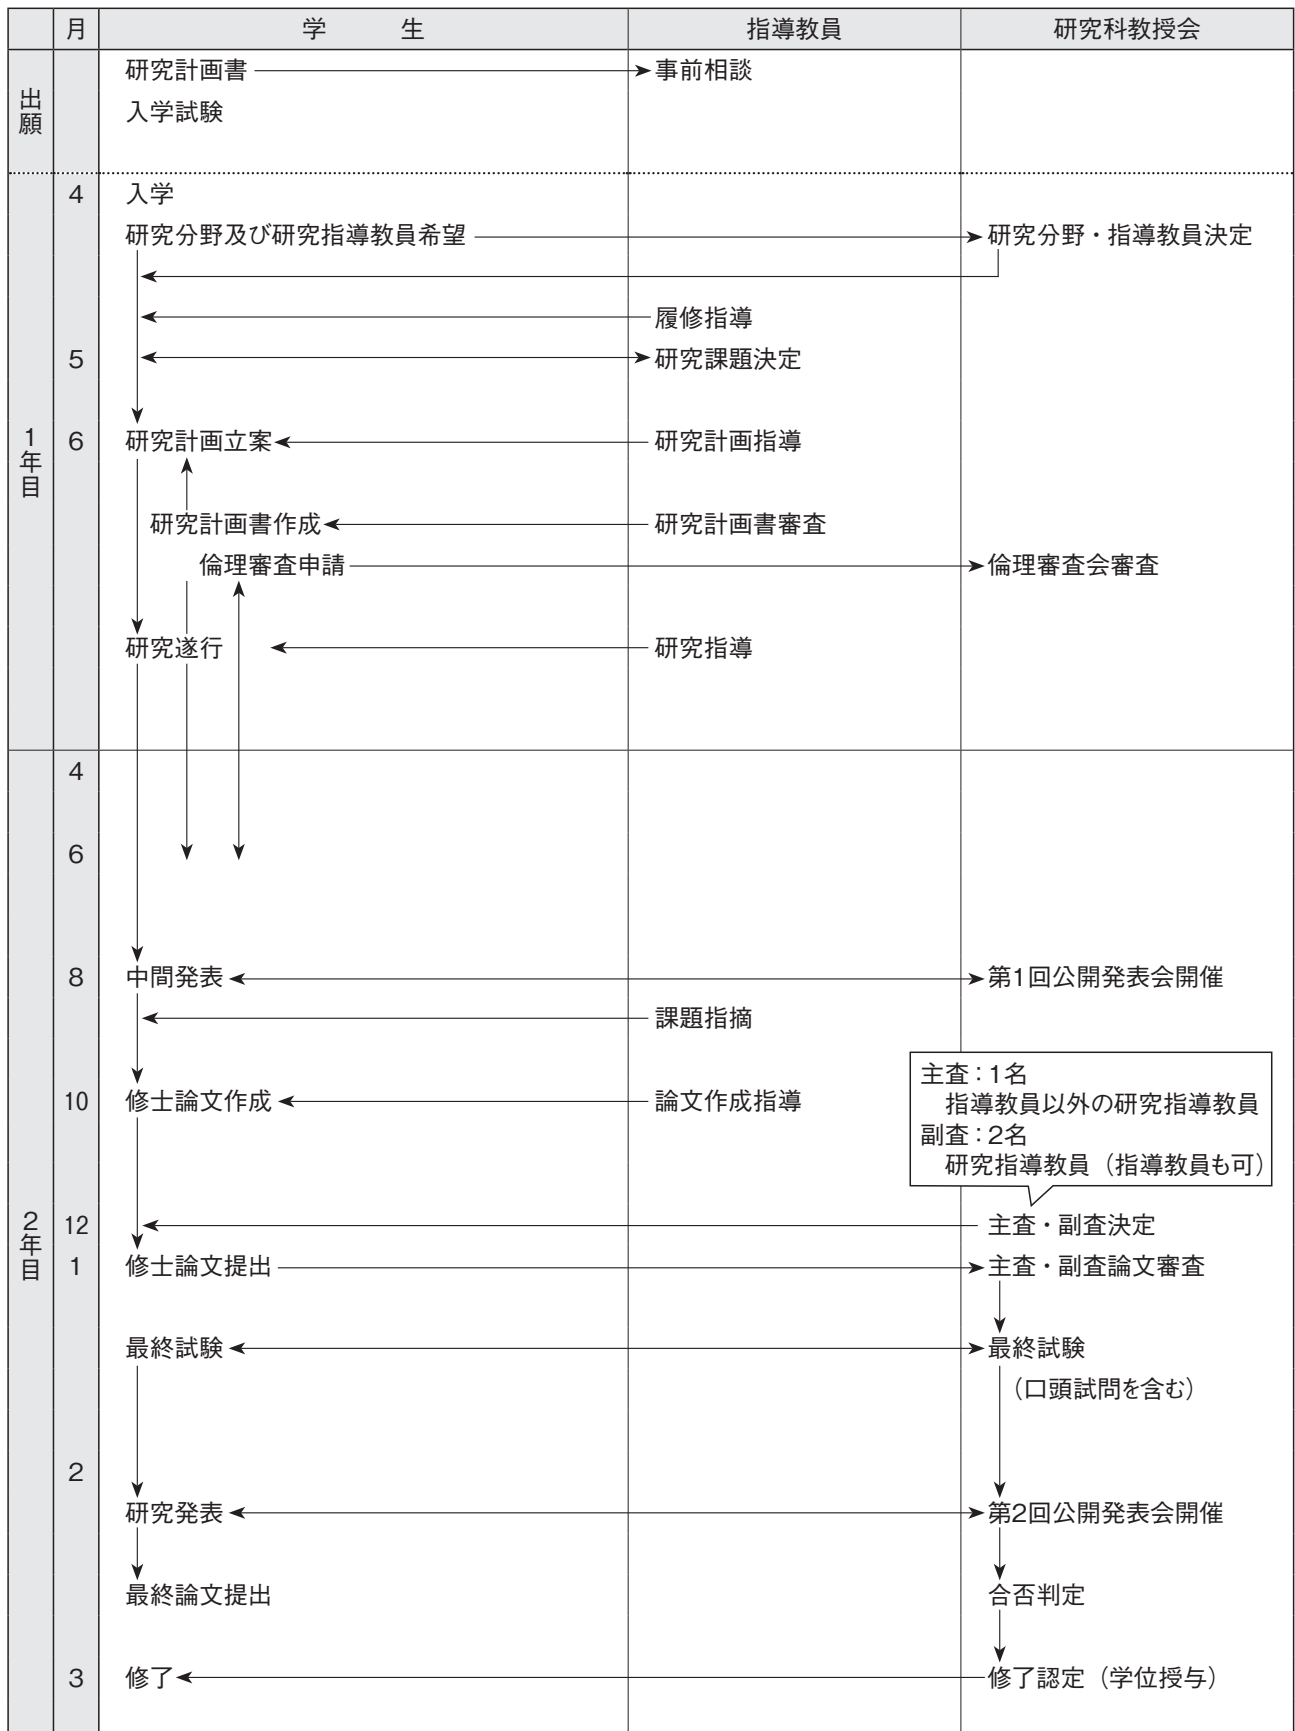 月 学 生 指導教員 研究科教授会
出願
研究計画書 事前相談
入学試験
1年目
4 入学
研究分野及び研究指導教員希望 研究分野・指導教員決定
履修指導
5 研究課題決定
6 研究計画立案 研究計画指導
研究計画書作成 研究計画書審査
倫理審査申請 倫理審査会審査
研究遂行 研究指導
2年目
4
6
8 中間発表 第1回公開発表会開催
課題指摘
10 修士論文作成 論文作成指導
主査：1名
指導教員以外の研究指導教員
副査：2名
研究指導教員（指導教員も可）
12 主査・副査決定
1 修士論文提出 主査・副査論文審査
最終試験 最終試験
（口頭試問を含む）
2
研究発表 第2回公開発表会開催
最終論文提出 合否判定
3 修了 修了認定（学位授与）